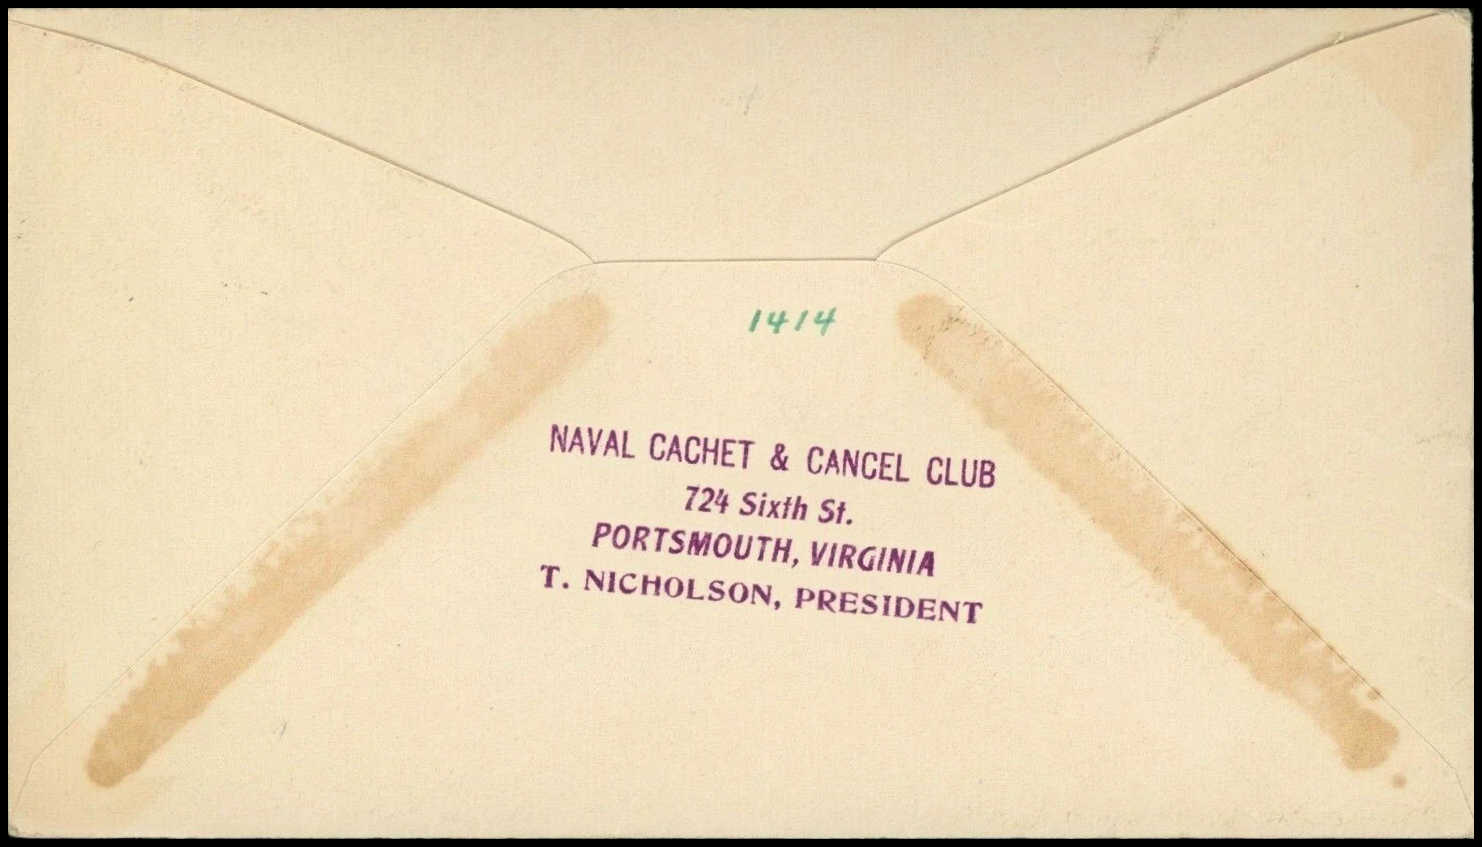 1414
NAVAL CACHET & CANCEL CLUB
724 Sixth St.
PORTSMOUTH, VIRGINIA
T. NICHOLSON, PRESIDENT